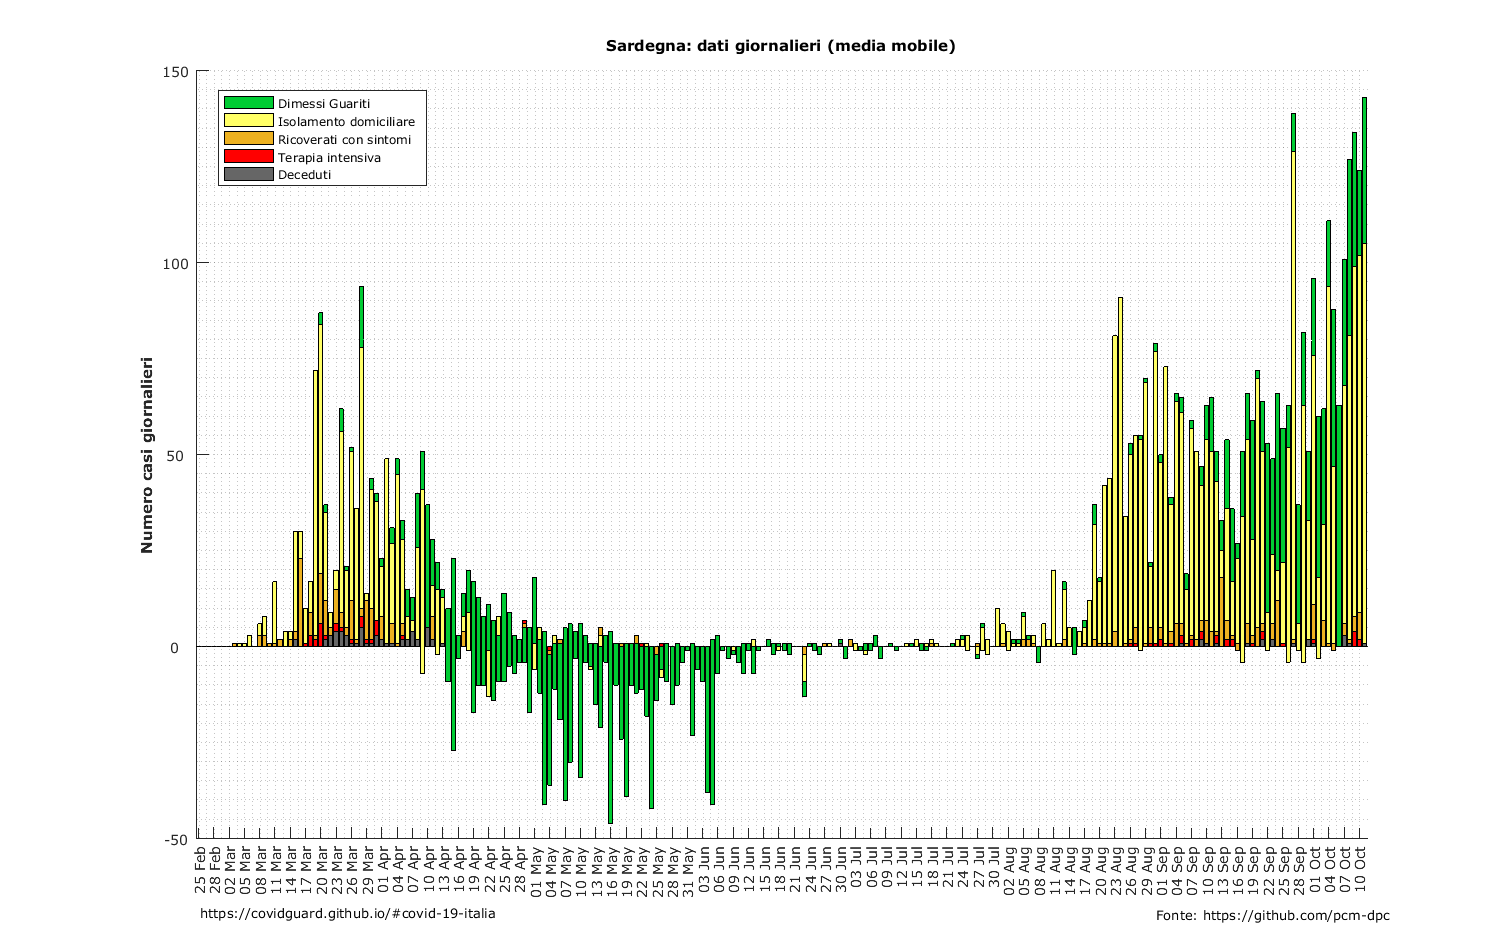 Sardegna: dati giornalieri (media mobile)
150
100
50
0
-50
Numero casi giornalieri
Dimessi Guariti
Isolamento domiciliare
Ricoverati con sintomi
Terapia intensiva
Deceduti
25 Feb
28 Feb
02 Mar
05 Mar
08 Mar
11 Mar
14 Mar
17 Mar
20 Mar
23 Mar
26 Mar
29 Mar
01 Apr
04 Apr
07 Apr
10 Apr
13 Apr
16 Apr
19 Apr
22 Apr
25 Apr
28 Apr
01 May
04 May
07 May
10 May
13 May
16 May
19 May
22 May
25 May
28 May
31 May
03 Jun
06 Jun
09 Jun
12 Jun
15 Jun
18 Jun
21 Jun
24 Jun
27 Jun
30 Jun
03 Jul
06 Jul
09 Jul
12 Jul
15 Jul
18 Jul
21 Jul
24 Jul
27 Jul
30 Jul
02 Aug
05 Aug
08 Aug
11 Aug
14 Aug
17 Aug
20 Aug
23 Aug
26 Aug
29 Aug
01 Sep
04 Sep
07 Sep
10 Sep
13 Sep
16 Sep
19 Sep
22 Sep
25 Sep
28 Sep
01 Oct
04 Oct
07 Oct
10 Oct
https://covidguard.github.io/#covid-19-italia
Fonte: https://github.com/pcm-dpc